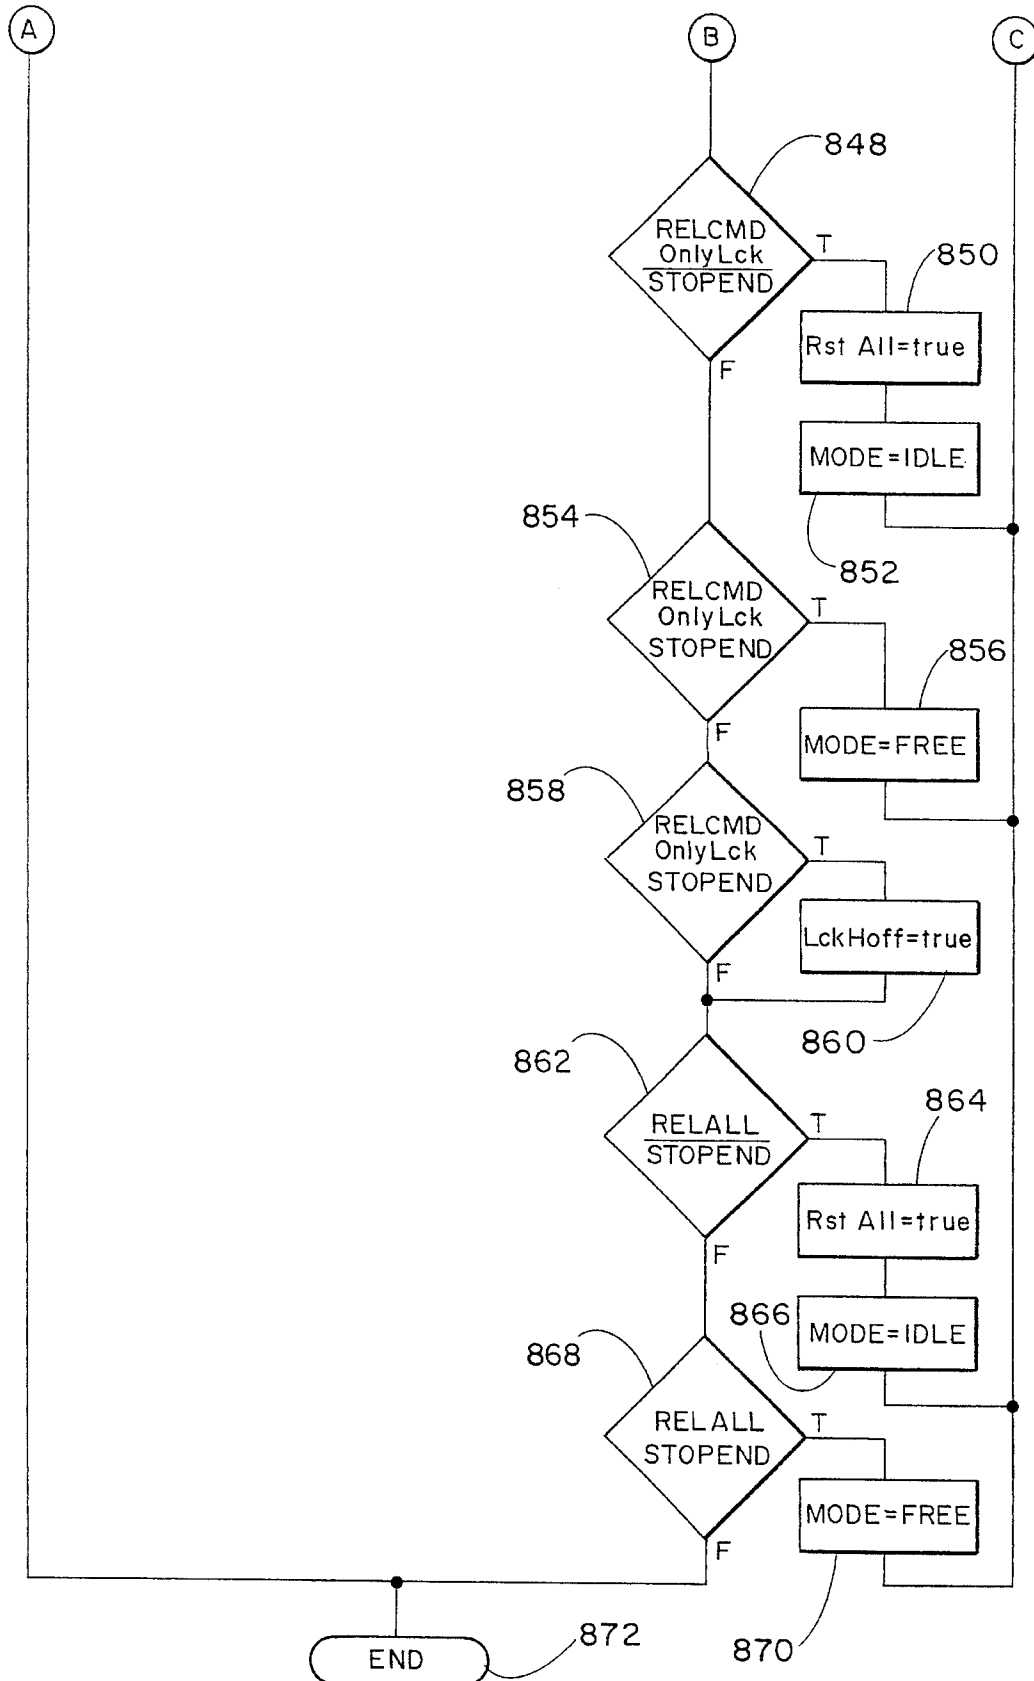 A
B
C
848
RELCMD
OnlyLck
STOPEND
T
F
850
Rst All=true
MODE=IDLE
852
854
RELCMD
OnlyLck
STOPEND
T
F
856
MODE=FREE
858
RELCMD
OnlyLck
STOPEND
T
F
LckHoff=true
860
862
RELALL
STOPEND
T
F
864
Rst All=true
866
MODE=IDLE
868
RELALL
STOPEND
T
F
MODE=FREE
870
END
872